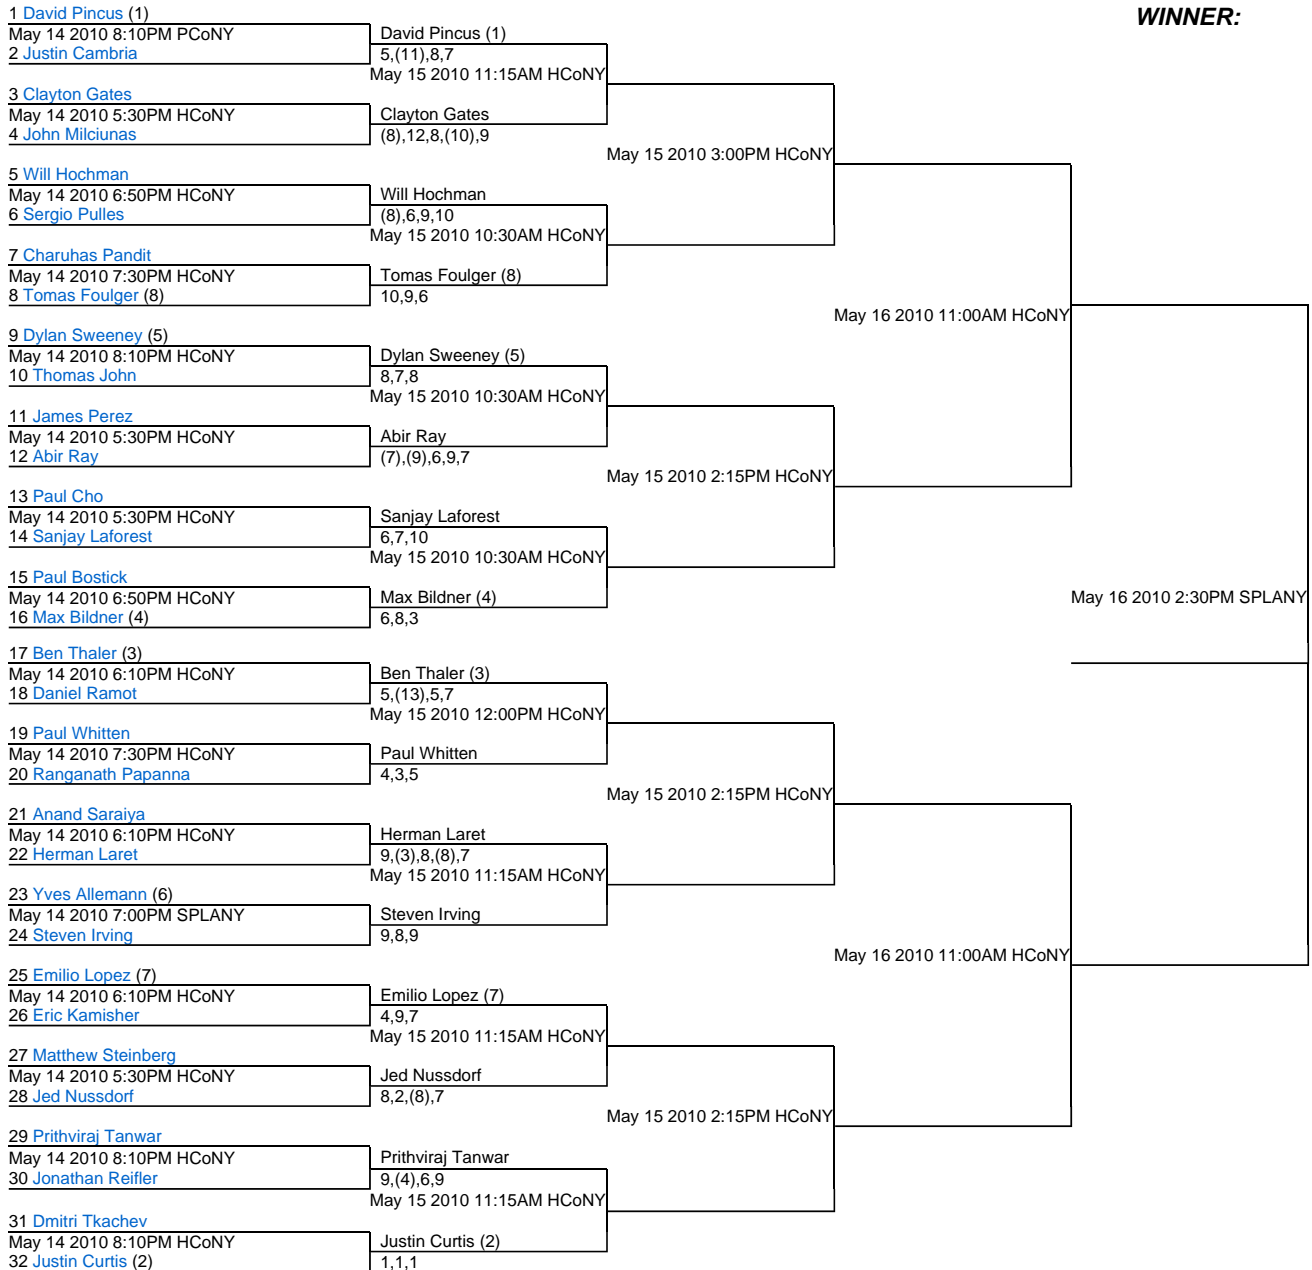 WINNER:
1 David Pincus (1)
May 14 2010 8:10PM PCoNY
2 Justin Cambria
3 Clayton Gates
May 14 2010 5:30PM HCoNY
4 John Milciunas
5 Will Hochman
May 14 2010 6:50PM HCoNY
6 Sergio Pulles
7 Charuhas Pandit
May 14 2010 7:30PM HCoNY
8 Tomas Foulger (8)
9 Dylan Sweeney (5)
May 14 2010 8:10PM HCoNY
10 Thomas John
11 James Perez
May 14 2010 5:30PM HCoNY
12 Abir Ray
13 Paul Cho
May 14 2010 5:30PM HCoNY
14 Sanjay Laforest
15 Paul Bostick
May 14 2010 6:50PM HCoNY
16 Max Bildner (4)
17 Ben Thaler (3)
May 14 2010 6:10PM HCoNY
18 Daniel Ramot
19 Paul Whitten
May 14 2010 7:30PM HCoNY
20 Ranganath Papanna
21 Anand Saraiya
May 14 2010 6:10PM HCoNY
22 Herman Laret
23 Yves Allemann (6)
May 14 2010 7:00PM SPLANY
24 Steven Irving
25 Emilio Lopez (7)
May 14 2010 6:10PM HCoNY
26 Eric Kamisher
27 Matthew Steinberg
May 14 2010 5:30PM HCoNY
28 Jed Nussdorf
29 Prithviraj Tanwar
May 14 2010 8:10PM HCoNY
30 Jonathan Reifler
31 Dmitri Tkachev
May 14 2010 8:10PM HCoNY
32 Justin Curtis (2)
David Pincus (1)
5,(11),8,7
May 15 2010 11:15AM HCoNY
Clayton Gates
(8),12,8,(10),9
Will Hochman
(8),6,9,10
May 15 2010 10:30AM HCoNY
Tomas Foulger (8)
10,9,6
Dylan Sweeney (5)
8,7,8
May 15 2010 10:30AM HCoNY
Abir Ray
(7),(9),6,9,7
Sanjay Laforest
6,7,10
May 15 2010 10:30AM HCoNY
Max Bildner (4)
6,8,3
Ben Thaler (3)
5,(13),5,7
May 15 2010 12:00PM HCoNY
Paul Whitten
4,3,5
Herman Laret
9,(3),8,(8),7
May 15 2010 11:15AM HCoNY
Steven Irving
9,8,9
Emilio Lopez (7)
4,9,7
May 15 2010 11:15AM HCoNY
Jed Nussdorf
8,2,(8),7
Prithviraj Tanwar
9,(4),6,9
May 15 2010 11:15AM HCoNY
Justin Curtis (2)
1,1,1
May 15 2010 3:00PM HCoNY
May 15 2010 2:15PM HCoNY
May 15 2010 2:15PM HCoNY
May 15 2010 2:15PM HCoNY
May 16 2010 11:00AM HCoNY
May 16 2010 11:00AM HCoNY
May 16 2010 2:30PM SPLANY